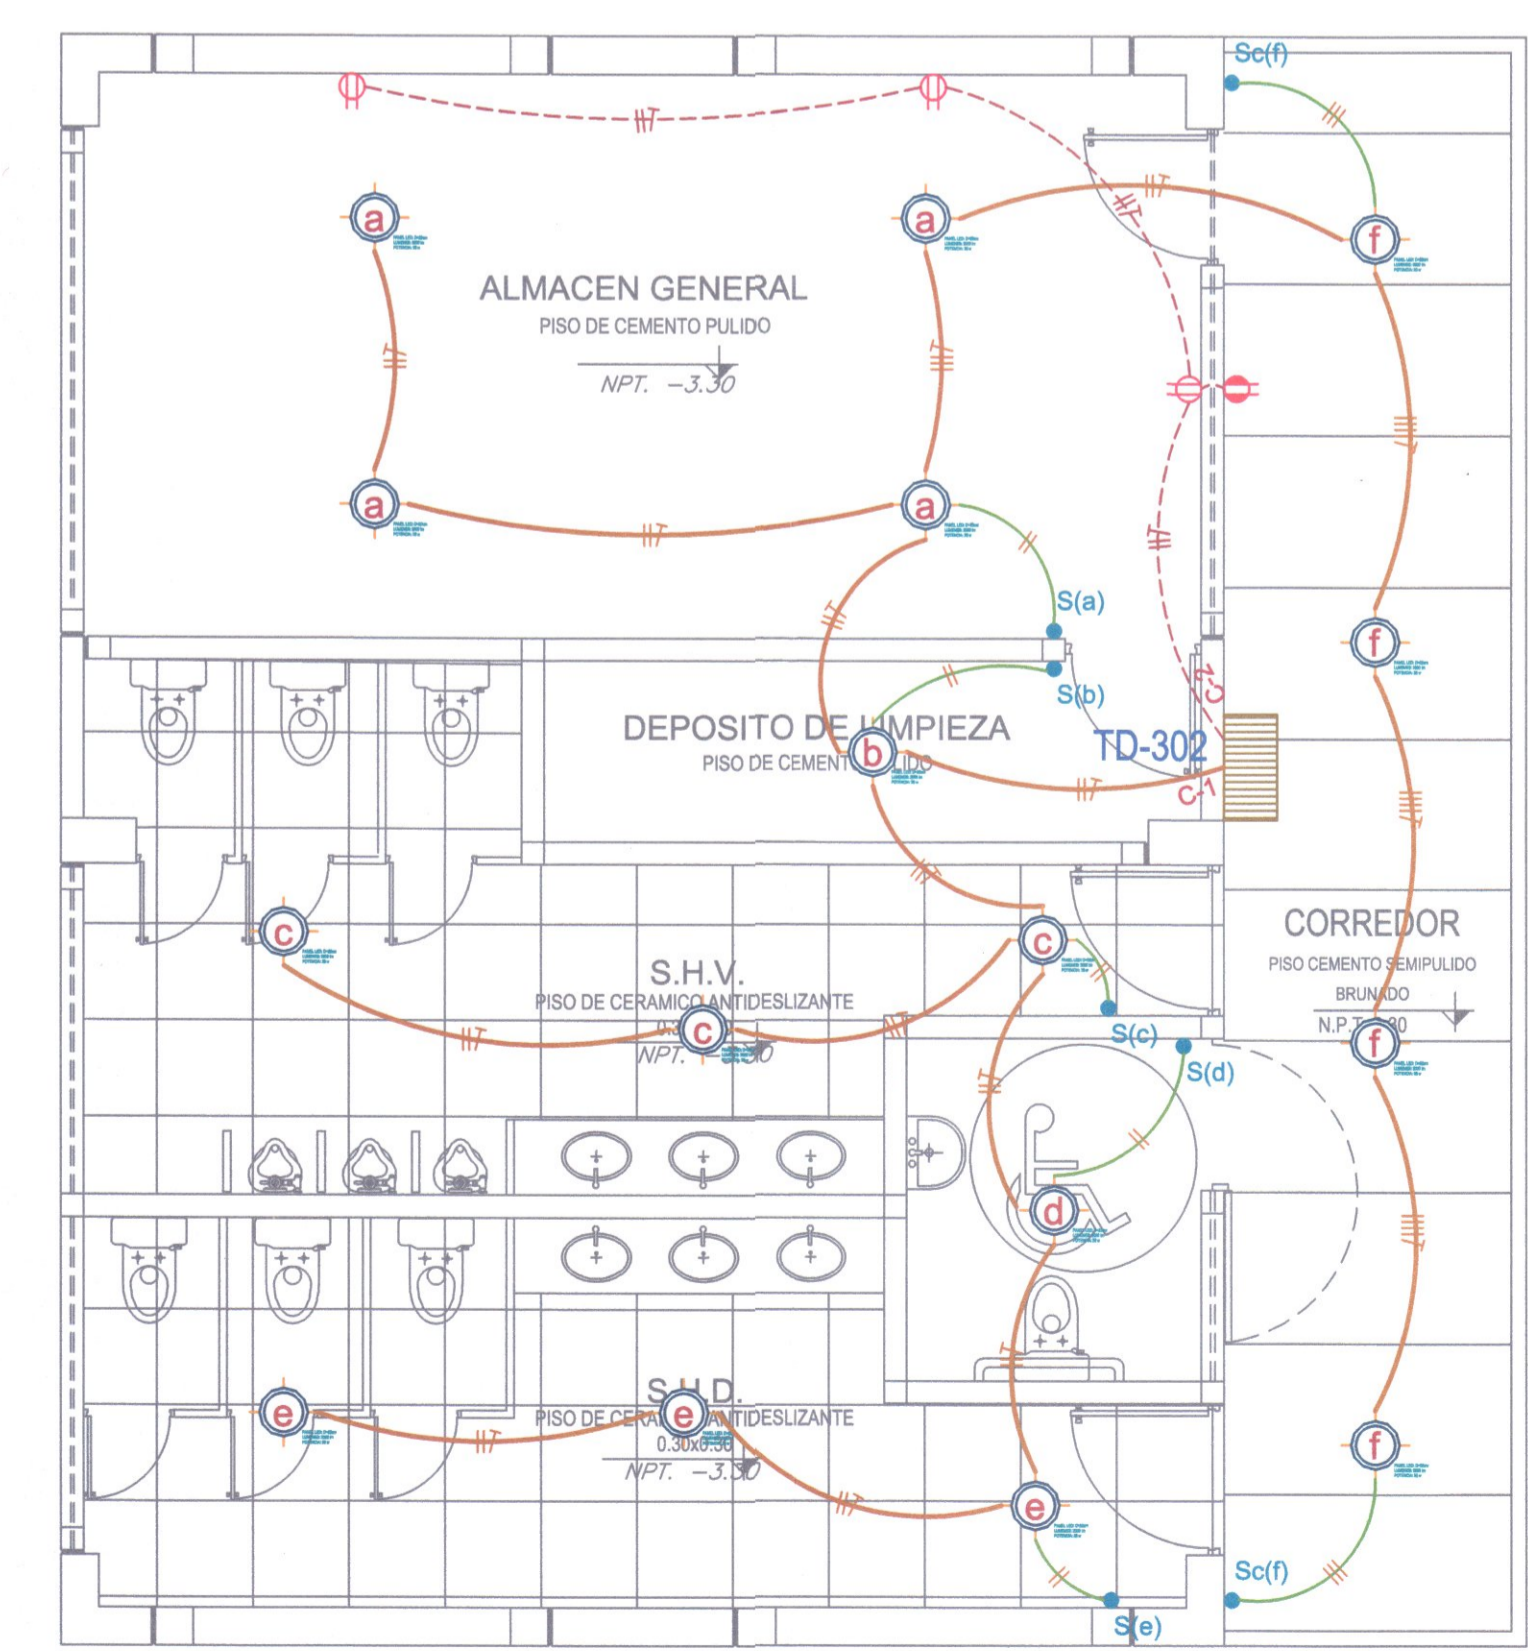 Sc(f)
a
a
f
ALMACEN GENERAL
PISO DE CEMENTO PULIDO
NPT. -3.30
a
a
S(a)
f
S(b)
C-2
DEPOSITO DE LIMPIEZA
TD-302
b
PISO DE CEMENTO
C-1
c
c
CORREDOR
S.H.V.
PISO CEMENTO SEMIPULIDO
PISO DE CERAMICO ANTIDESLIZANTE
BRUNADO
c
S(c)
N.P.T.
f
NPT.
S(d)
d
S.H.D.
e
e
PISO DE CERAMICO ANTIDESLIZANTE
0.30x0.30
f
NPT. -3.30
e
Sc(f)
S(e)